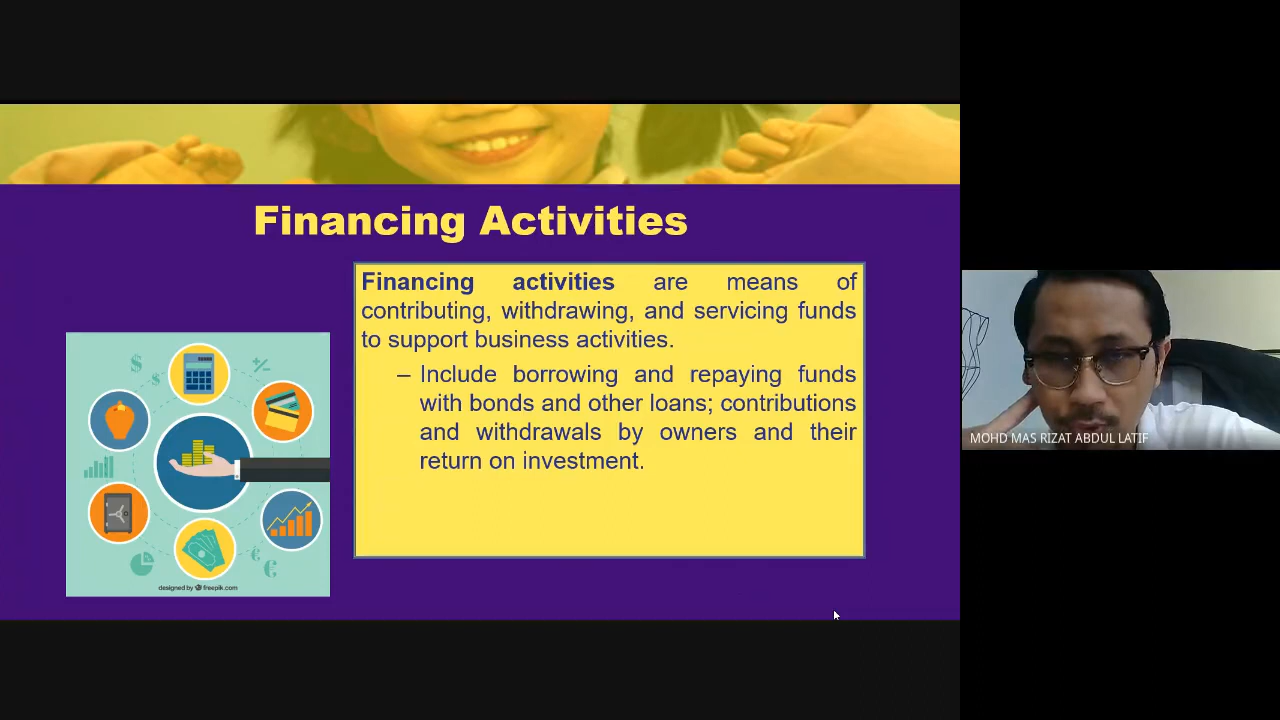 Financing Activities
Financing activities are means of
contributing, withdrawing, and servicing funds
to support business activities.
– Include borrowing and repaying funds
with bonds and other loans; contributions
and withdrawals by owners and their
return on investment.
designed by freepik.com
MOHD MAS RIZAT ABDUL LATIF